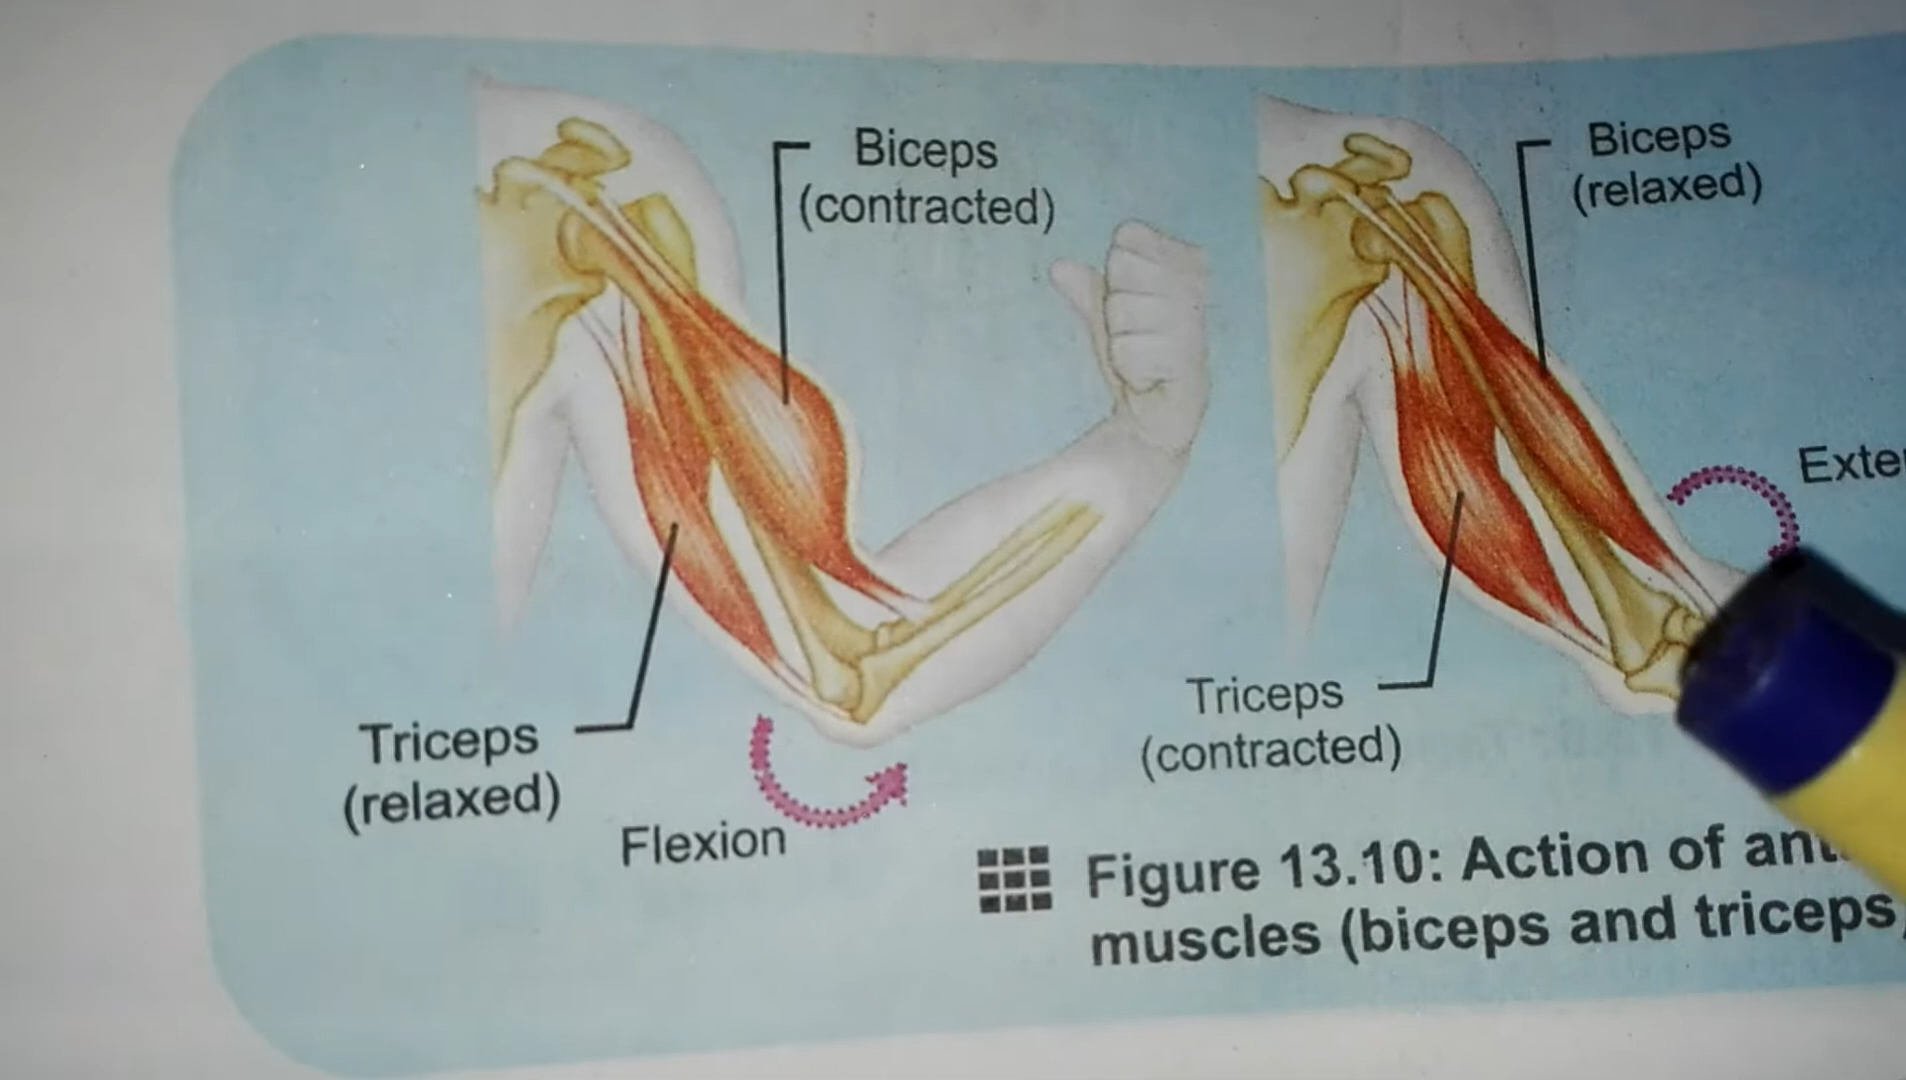 Biceps
(contracted)
Triceps
(relaxed)
Flexion
Biceps
(relaxed)
Triceps
(contracted)
Figure 13.10: Action of
muscles (biceps and triceps)